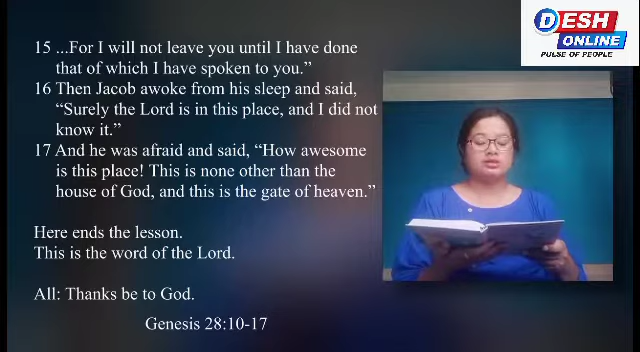 DESH
ONLINE
PULSE OF PEOPLE
15 ...For I will not leave you until I have done
that of which I have spoken to you.”
16 Then Jacob awoke from his sleep and said,
“Surely the Lord is in this place, and I did not
know it.”
17 And he was afraid and said, “How awesome
is this place! This is none other than the
house of God, and this is the gate of heaven.”
Here ends the lesson.
This is the word of the Lord.
All: Thanks be to God.
Genesis 28:10-17